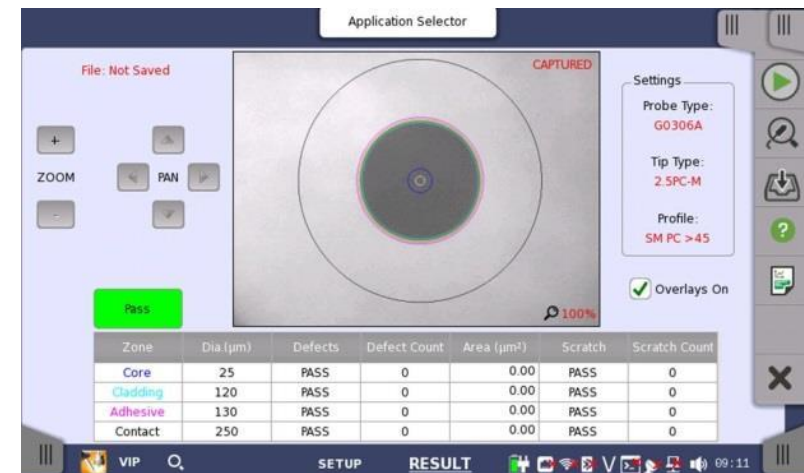 Application Selector
File: Not Saved
CAPTURED
Settings
Probe Type:
G0306A
Tip Type:
2.5PC-M
Profile:
SM PC >45
+
ZOOM
-
PAN
Overlays On
100%
Pass
Zone Dia.(µm) Defects Defect Count Area (µm²) Scratch Scratch Count
Core 25 PASS 0 0.00 PASS 0
Cladding 120 PASS 0 0.00 PASS 0
Adhesive 130 PASS 0 0.00 PASS 0
Contact 250 PASS 0 0.00 PASS 0
VIP SETUP RESULT V 09:11